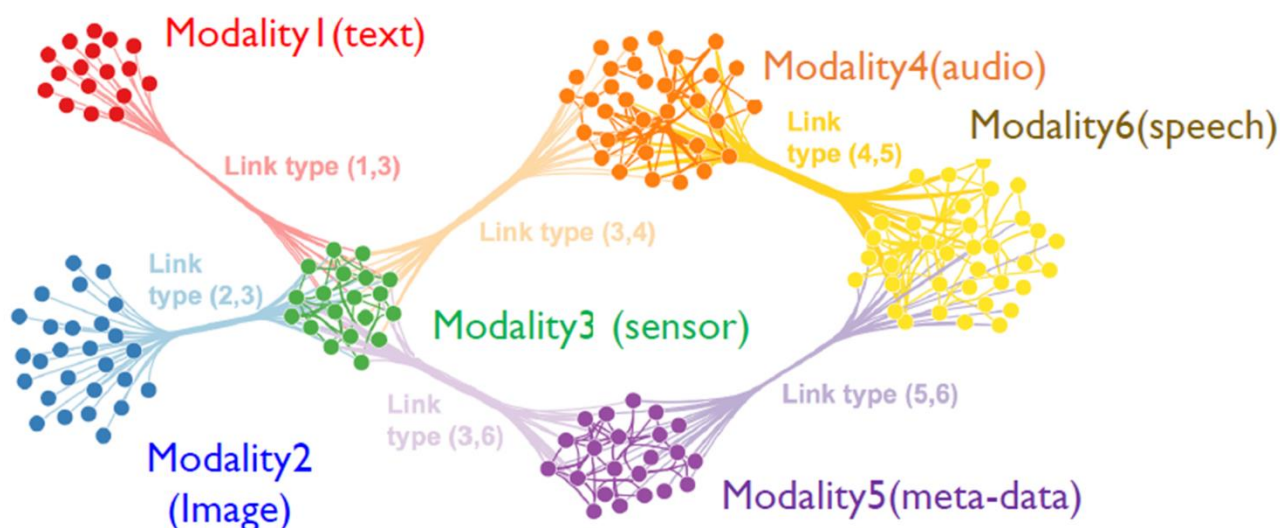 Modality1(text)
Modality4(audio)
Link
type (4,5)
Modality6(speech)
Link type (1,3)
Link type (3,4)
Link
type (2,3)
Modality3 (sensor)
Link
type (3,6)
Link type (5,6)
Modality2
(Image)
Modality5(meta-data)